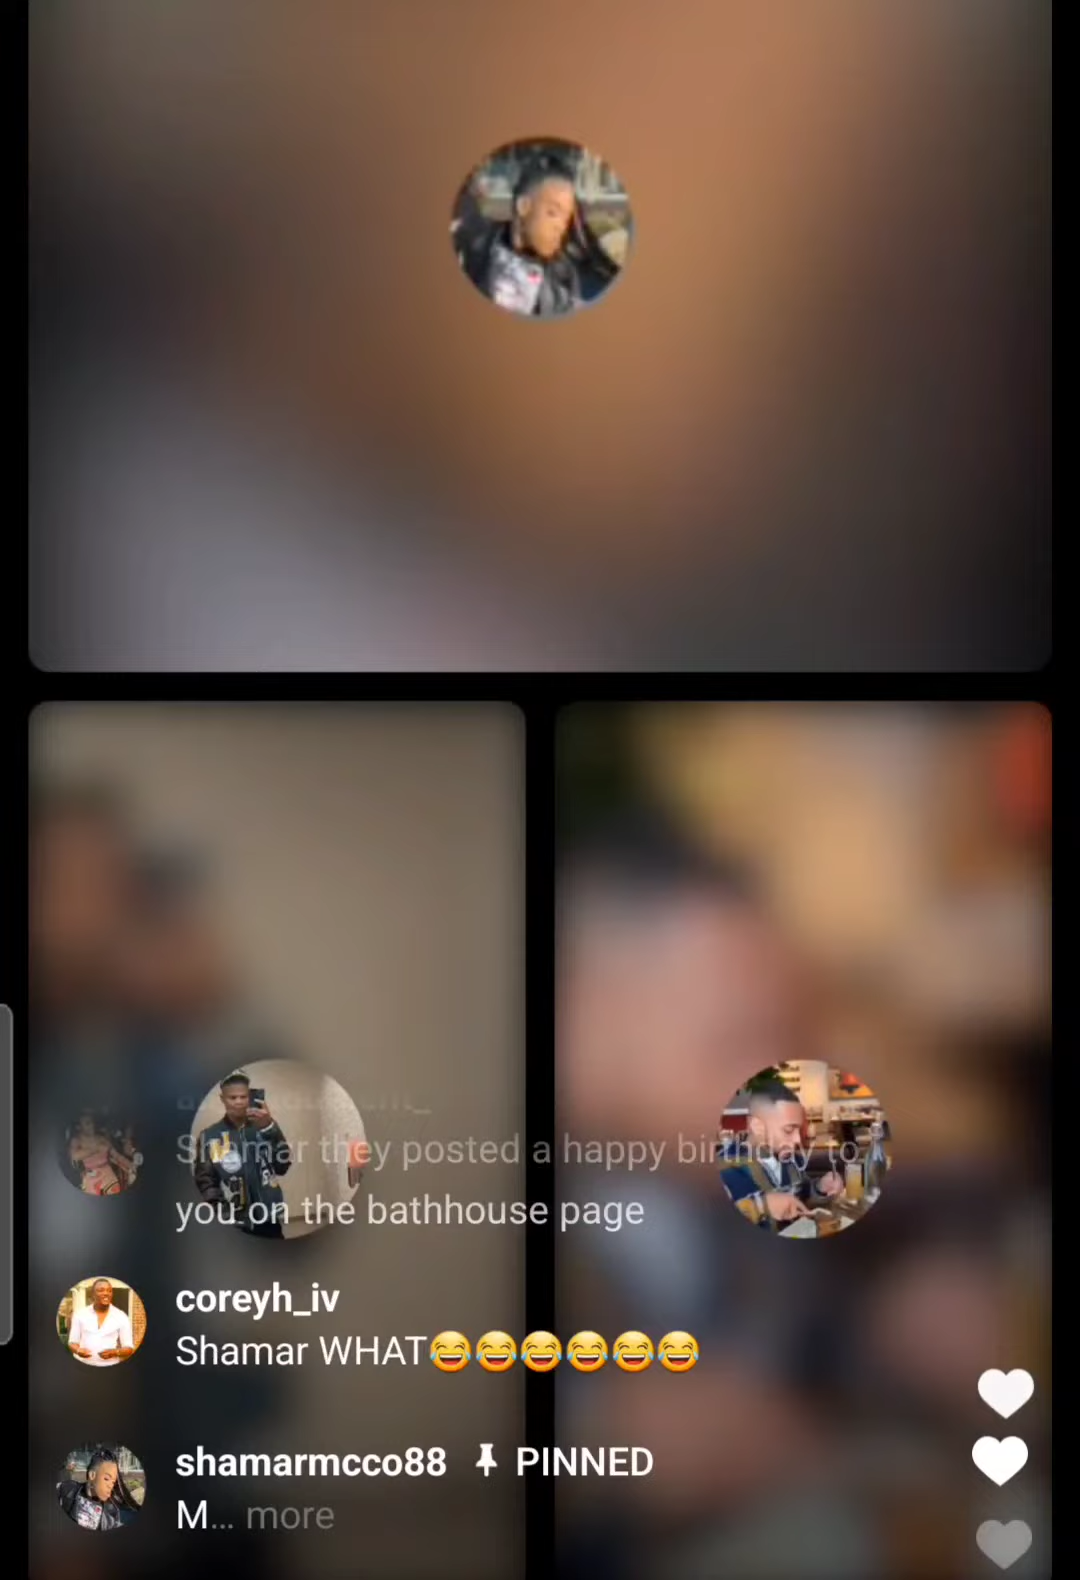 Shamar they posted a happy birthday to
you on the bathhouse page
coreyh_iv
Shamar WHAT😂😂😂😂😂😂
shamarmcco88 📌 PINNED
M... more